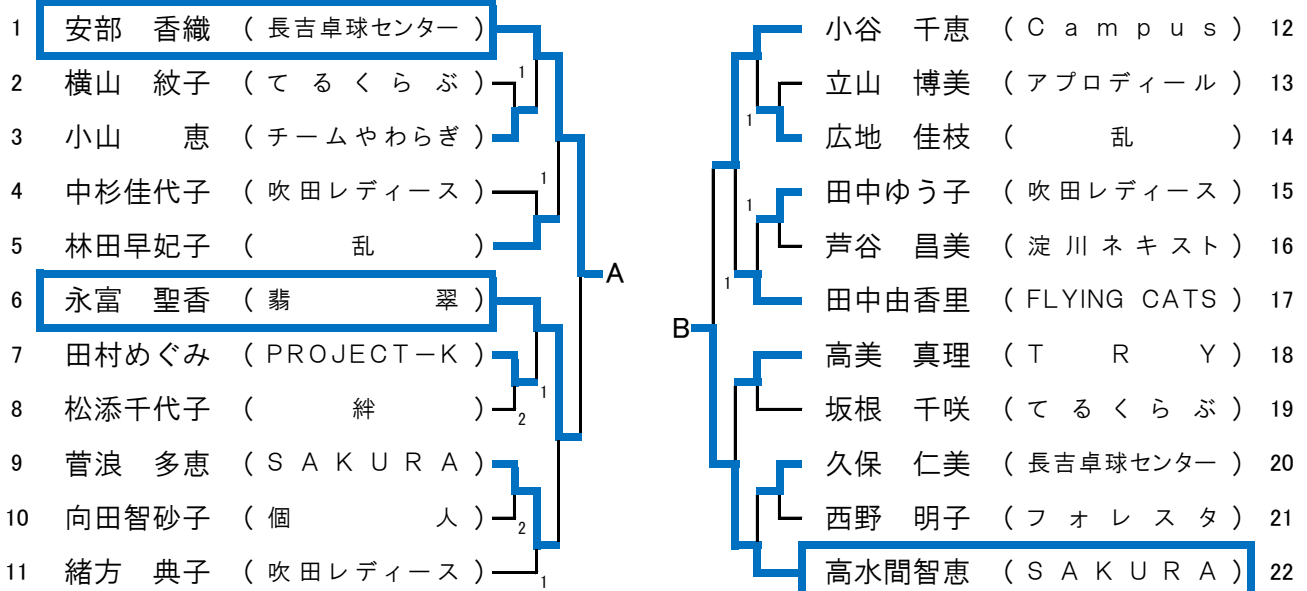 1 安部　香織 （長吉卓球センター）
2 横山　紋子 （てるくらぶ）
1
3 小山　　恵 （チームやわらぎ）
4 中杉佳代子 （吹田レディース）
1
5 林田早妃子 （乱）
A
6 永富　聖香 （翡翠）
7 田村めぐみ （PROJECT－K）
1
8 松添千代子 （絆）
2
9 菅浪　多恵 （SAKURA）
10 向田智砂子 （個人）
2
11 緒方　典子 （吹田レディース）
1
小谷　千恵 （Campus） 12
立山　博美 （アプロディール） 13
1
広地　佳枝 （乱） 14
田中ゆう子 （吹田レディース） 15
1
芦谷　昌美 （淀川ネキスト） 16
1
田中由香里 （FLYING CATS） 17
B
高美　真理 （TRY） 18
坂根　千咲 （てるくらぶ） 19
久保　仁美 （長吉卓球センター） 20
西野　明子 （フォレスタ） 21
高水間智恵 （SAKURA） 22